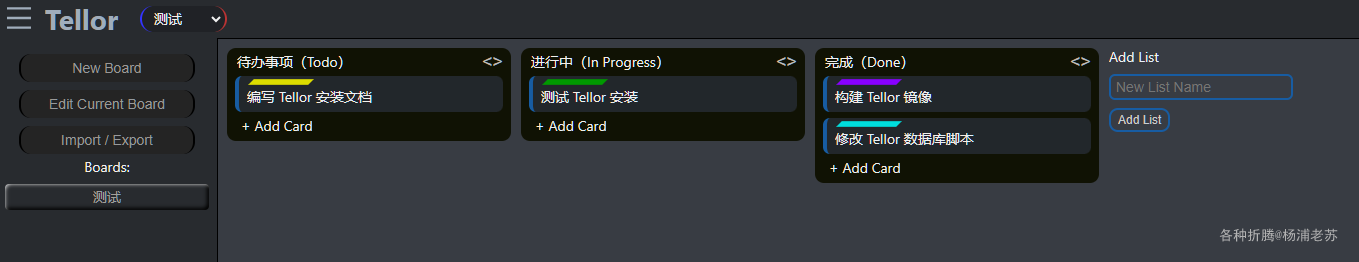 Tellor
测试
New Board
Edit Current Board
Import / Export
Boards:
测试
待办事项（Todo） <>
编写 Tellor 安装文档
+ Add Card
进行中（In Progress） <>
测试 Tellor 安装
+ Add Card
完成（Done） <>
构建 Tellor 镜像
修改 Tellor 数据库脚本
+ Add Card
Add List
New List Name
Add List
各种折腾@杨浦老苏